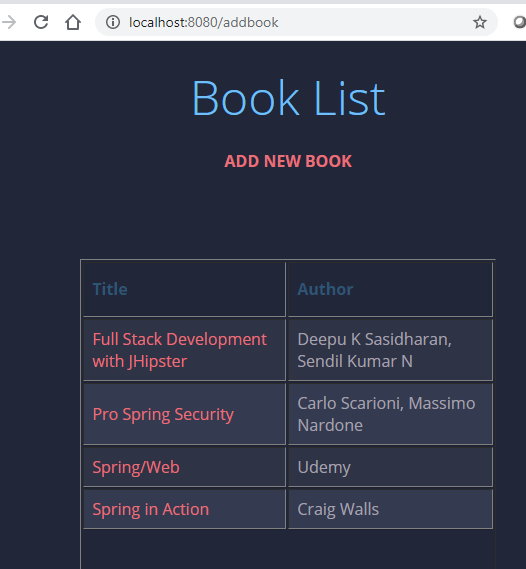 localhost:8080/addbook
Book List
ADD NEW BOOK
Title Author
Full Stack Development Deepu K Sasidharan,
with JHipster Sendil Kumar N
Pro Spring Security Carlo Scarioni, Massimo
Nardone
Spring/Web Udemy
Spring in Action Craig Walls